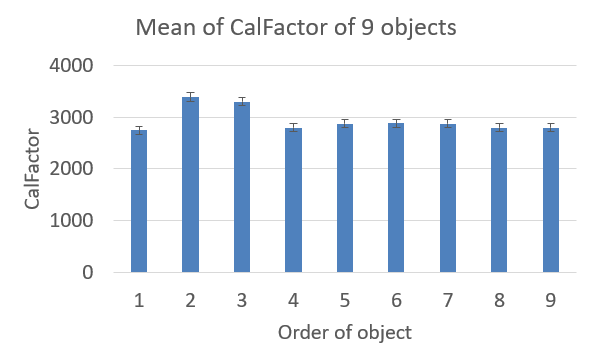 Mean of CalFactor of 9 objects
4000
3000
2000
1000
0
CalFactor
1 2 3 4 5 6 7 8 9
Order of object